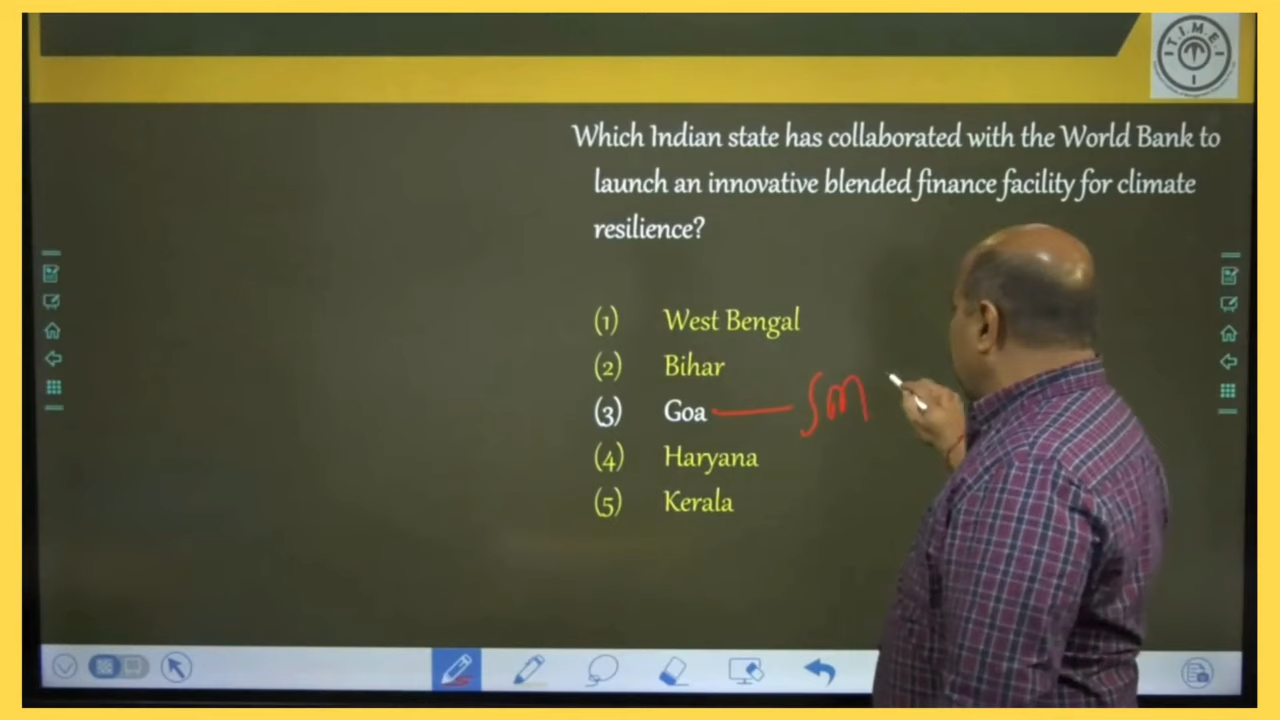 T.I.M.E.
Which Indian state has collaborated with the World Bank to
launch an innovative blended finance facility for climate
resilience?
(1) West Bengal
(2) Bihar
(3) Goa SM
(4) Haryana
(5) Kerala